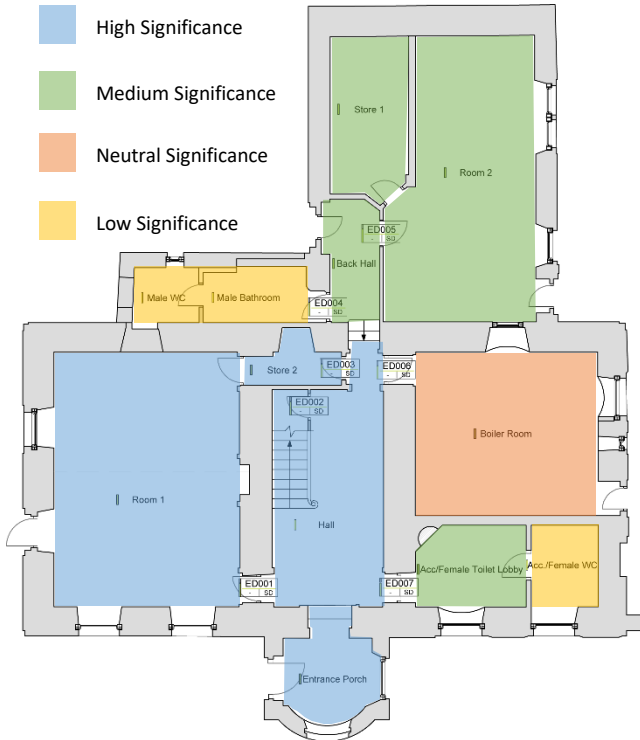 High Significance
Medium Significance
Neutral Significance
Low Significance
Store 1
Room 2
ED005
- SD
Back Hall
Male WC
Male Bathroom
ED004
- SD
Store 2
ED003
- SD
ED006
- SD
ED002
- SD
Boiler Room
Room 1
Hall
Acc/Female Toilet Lobby
Acc./Female WC
ED001
- SD
ED007
- SD
Entrance Porch